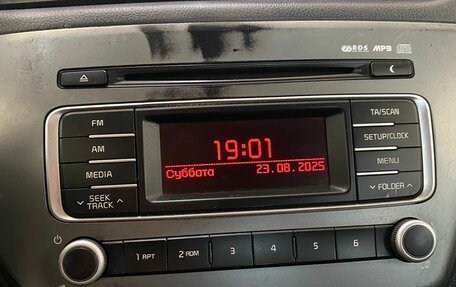 R·D·S MP3
FM
AM
MEDIA
SEEK
TRACK
19:01
Суббота 23.08.2025
TA/SCAN
SETUP/CLOCK
MENU
FOLDER
1 RPT
2 RDM
3
4
5
6